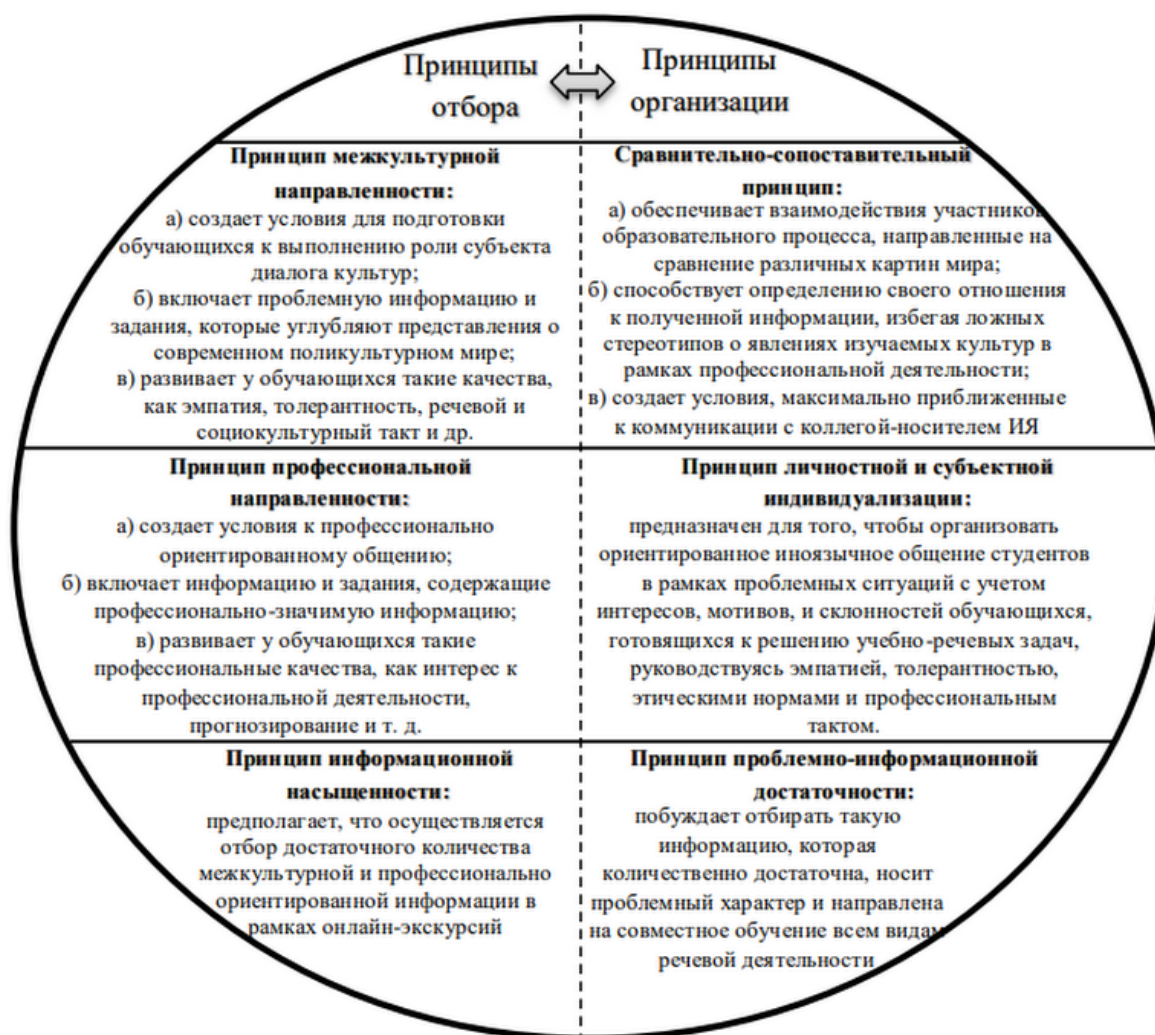 Принципы
отбора
Принципы
организации
Принцип межкультурной
направленности:
а) создает условия для подготовки
обучающихся к выполнению роли субъекта
диалога культур;
б) включает проблемную информацию и
задания, которые углубляют представления о
современном поликультурном мире;
в) развивает у обучающихся такие качества,
как эмпатия, толерантность, речевой и
социокультурный такт и др.
Сравнительно-сопоставительный
принцип:
а) обеспечивает взаимодействия участников
образовательного процесса, направленные на
сравнение различных картин мира;
б) способствует определению своего отношения
к полученной информации, избегая ложных
стереотипов о явлениях изучаемых культур в
рамках профессиональной деятельности;
в) создает условия, максимально приближенные
к коммуникации с коллегой-носителем ИЯ
Принцип профессиональной
направленности:
а) создает условия к профессионально
ориентированному общению;
б) включает информацию и задания, содержащие
профессионально-значимую информацию;
в) развивает у обучающихся такие
профессиональные качества, как интерес к
профессиональной деятельности,
прогнозирование и т. д.
Принцип личностной и субъектной
индивидуализации:
предназначен для того, чтобы организовать
ориентированное иноязычное общение студентов
в рамках проблемных ситуаций с учетом
интересов, мотивов, и склонностей обучающихся,
готовящихся к решению учебно-речевых задач,
руководствуясь эмпатией, толерантностью,
этическими нормами и профессиональным
тактом.
Принцип информационной
насыщенности:
предполагает, что осуществляется
отбор достаточного количества
межкультурной и профессионально
ориентированной информации в
рамках онлайн-экскурсий
Принцип проблемно-информационной
достаточности:
побуждает отбирать такую
информацию, которая
количественно достаточна, носит
проблемный характер и направлена
на совместное обучение всем видам
речевой деятельности